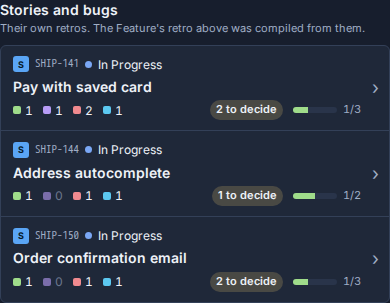 Stories and bugs
Their own retros. The Feature's retro above was compiled from them.
S SHIP-141 In Progress
Pay with saved card
1 1 2 1 2 to decide 1/3
S SHIP-144 In Progress
Address autocomplete
1 0 1 1 1 to decide 1/2
S SHIP-150 In Progress
Order confirmation email
1 0 1 1 2 to decide 1/3